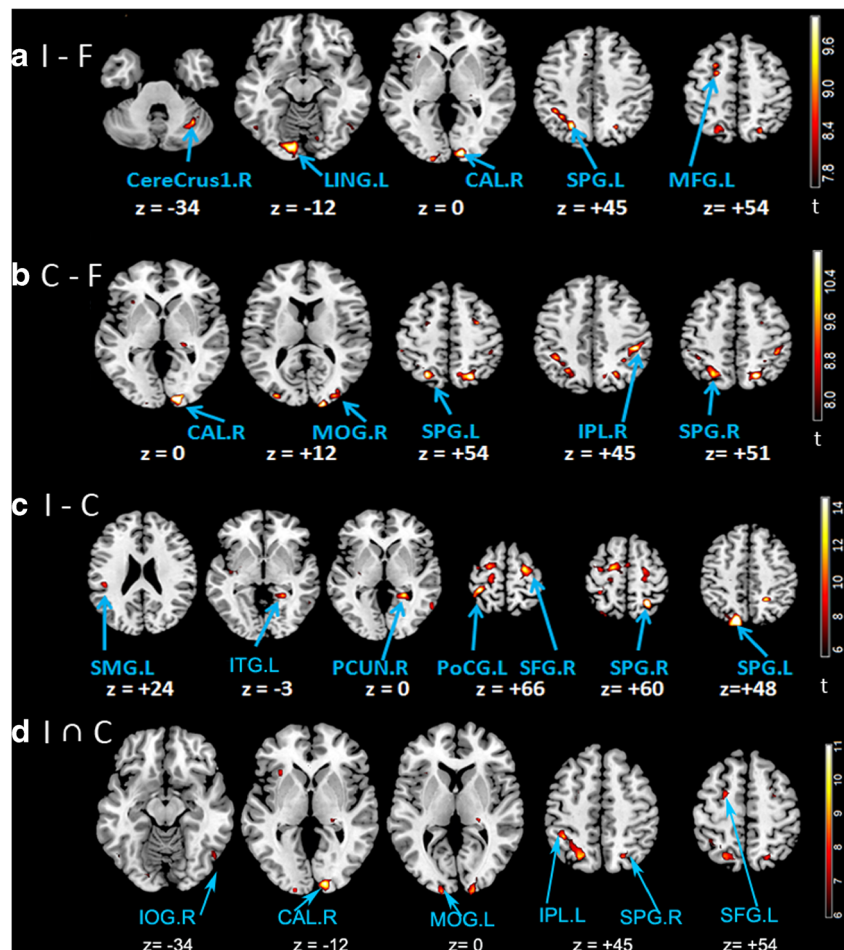 a I - F
9.6
9.0
8.4
7.8
t
CereCrus1.R LING.L CAL.R SPG.L MFG.L
z = -34 z = -12 z = 0 z = +45 z= +54
b C - F
10.4
9.6
8.8
8.0
CAL.R MOG.R SPG.L IPL.R SPG.R
z = 0 z = +12 z = +54 z = +45 z= +51
c I - C
14
12
10
8
6
t
SMG.L ITG.L PCUN.R PoCG.L SFG.R SPG.R SPG.L
z = +24 z = -3 z = 0 z = +66 z= +60 z=+48
d I ∩ C
11
10
9
8
7
6
IOG.R CAL.R MOG.L IPL.L SPG.R SFG.L
z= -34 z = -12 z= 0 z = +45 z= +54